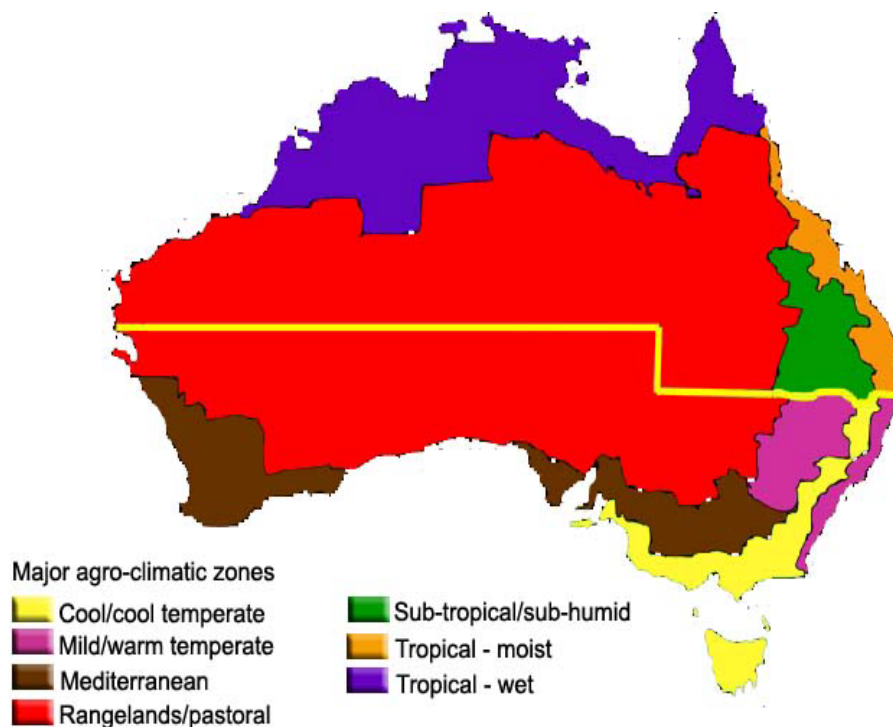 Major agro-climatic zones
Cool/cool temperate
Mild/warm temperate
Mediterranean
Rangelands/pastoral
Sub-tropical/sub-humid
Tropical - moist
Tropical - wet